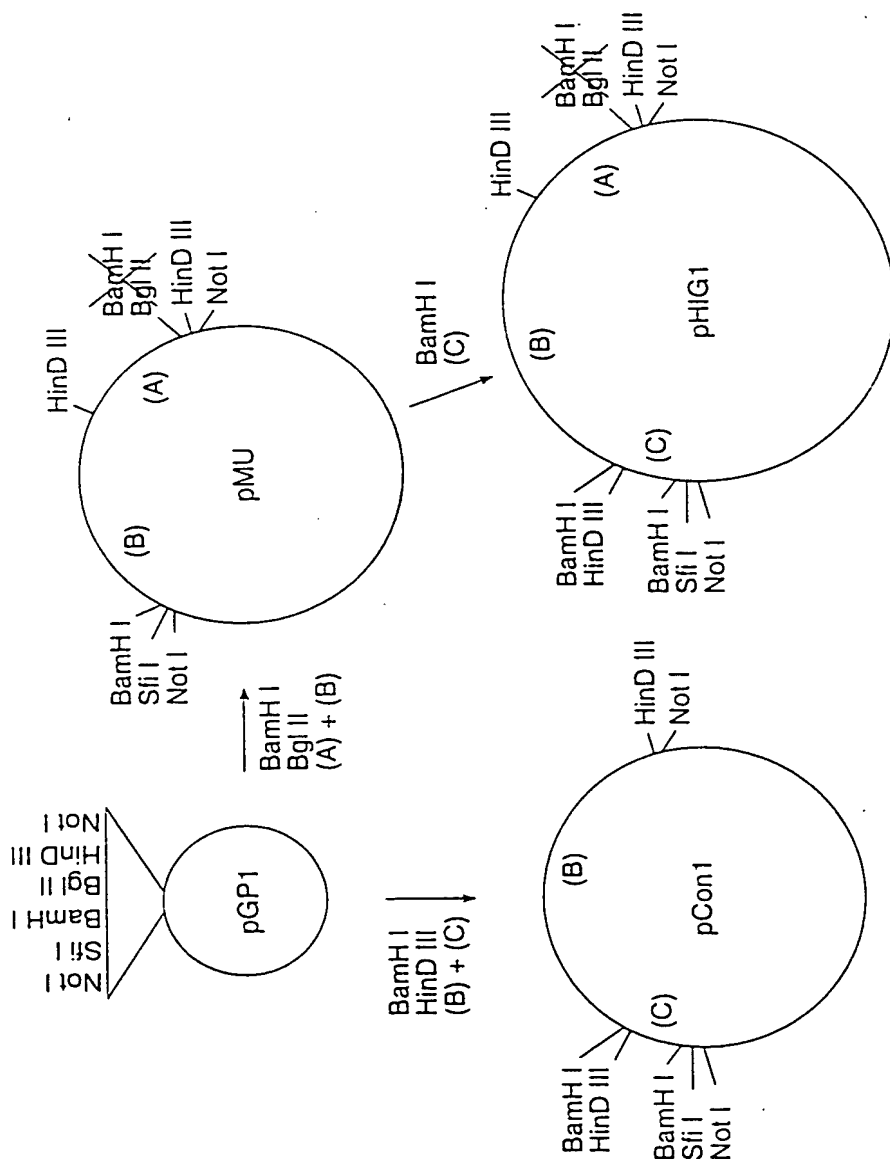 Not I
Sfi I
BamH I
Bgl II
HinD III
Not I
pGP1
BamH I
Bgl II
(A) + (B)
BamH I
Sfi I
Not I
(B)
HinD III
(A)
BamH I
Bgl II
HinD III
Not I
pMU
BamH I
HinD III
(B) + (C)
BamH I
(C)
BamH I
HinD III
(C)
BamH I
Sfi I
Not I
(B)
HinD III
Not I
pCon1
BamH I
HinD III
(C)
BamH I
Sfi I
Not I
(B)
HinD III
(A)
BamH I
Bgl II
HinD III
Not I
pHIG1